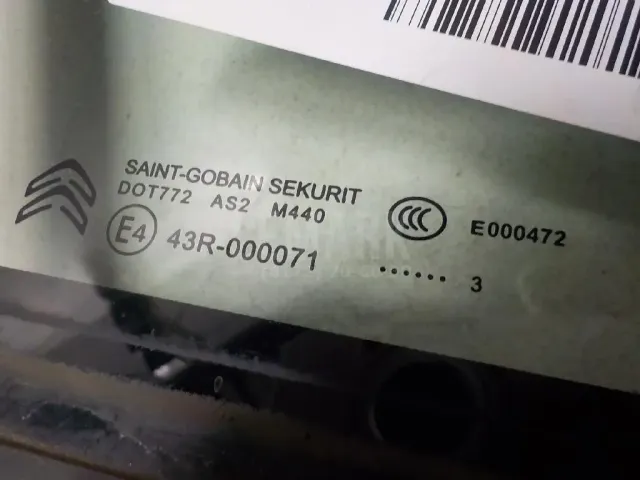 SAINT-GOBAIN SEKURIT
DOT772 AS2 M440
E4 43R-000071
CCC E000472
...... 3